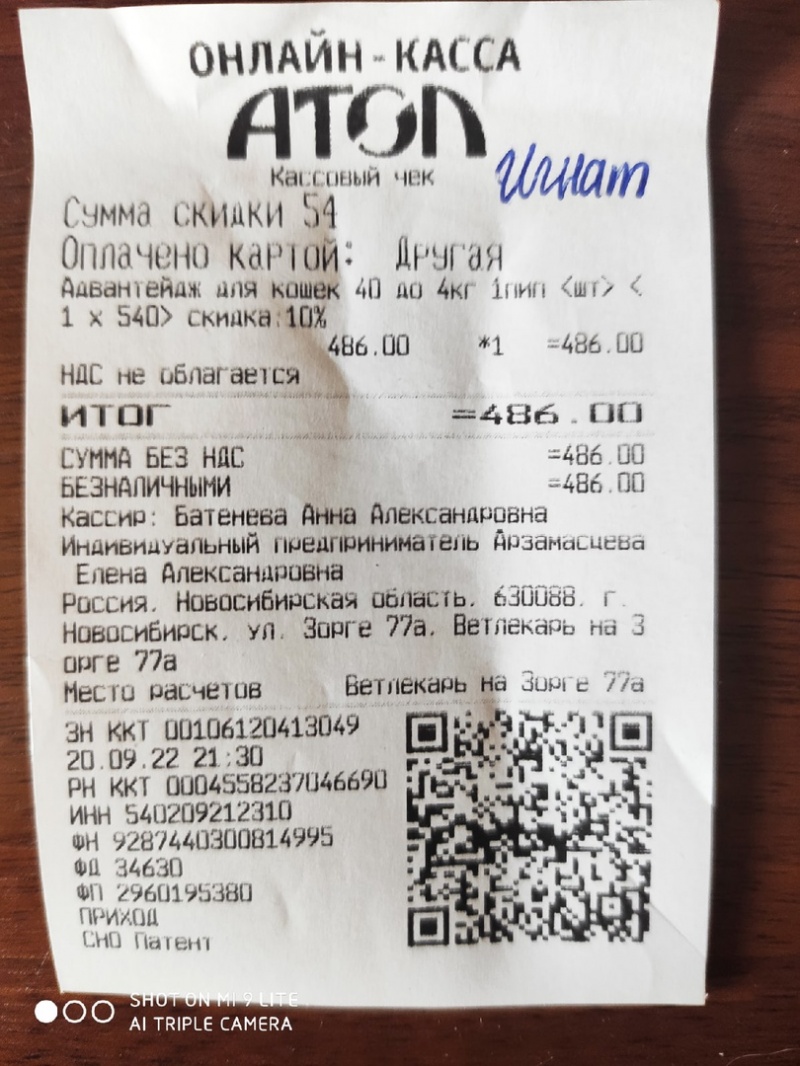 ОНЛАЙН-КАССА
АТОЛ
Кассовый чек
Игнат
Сумма скидки 54
Оплачено картой: Другая
Адвантейдж для кошек 40 до 4кг 1пип <шт> <
1 x 540> скидка:10%
486.00 *1 =486.00
НДС не облагается
ИТОГ =486.00
СУММА БЕЗ НДС =486.00
БЕЗНАЛИЧНЫМИ =486.00
Кассир: Батенева Анна Александровна
Индивидуальный предприниматель Арзамасцева
Елена Александровна
Россия, Новосибирская область, 630088, г.
Новосибирск, ул. Зорге 77а, Ветлекарь на З
орге 77а
Место расчетов Ветлекарь на Зорге 77а
ЗН ККТ 00106120413049
20.09.22 21:30
РН ККТ 0004558237046690
ИНН 540209212310
ФН 9287440300814995
ФД 34630
ФП 2960195380
ПРИХОД
СНО Патент
SHOT ON MI 9 LITE
AI TRIPLE CAMERA